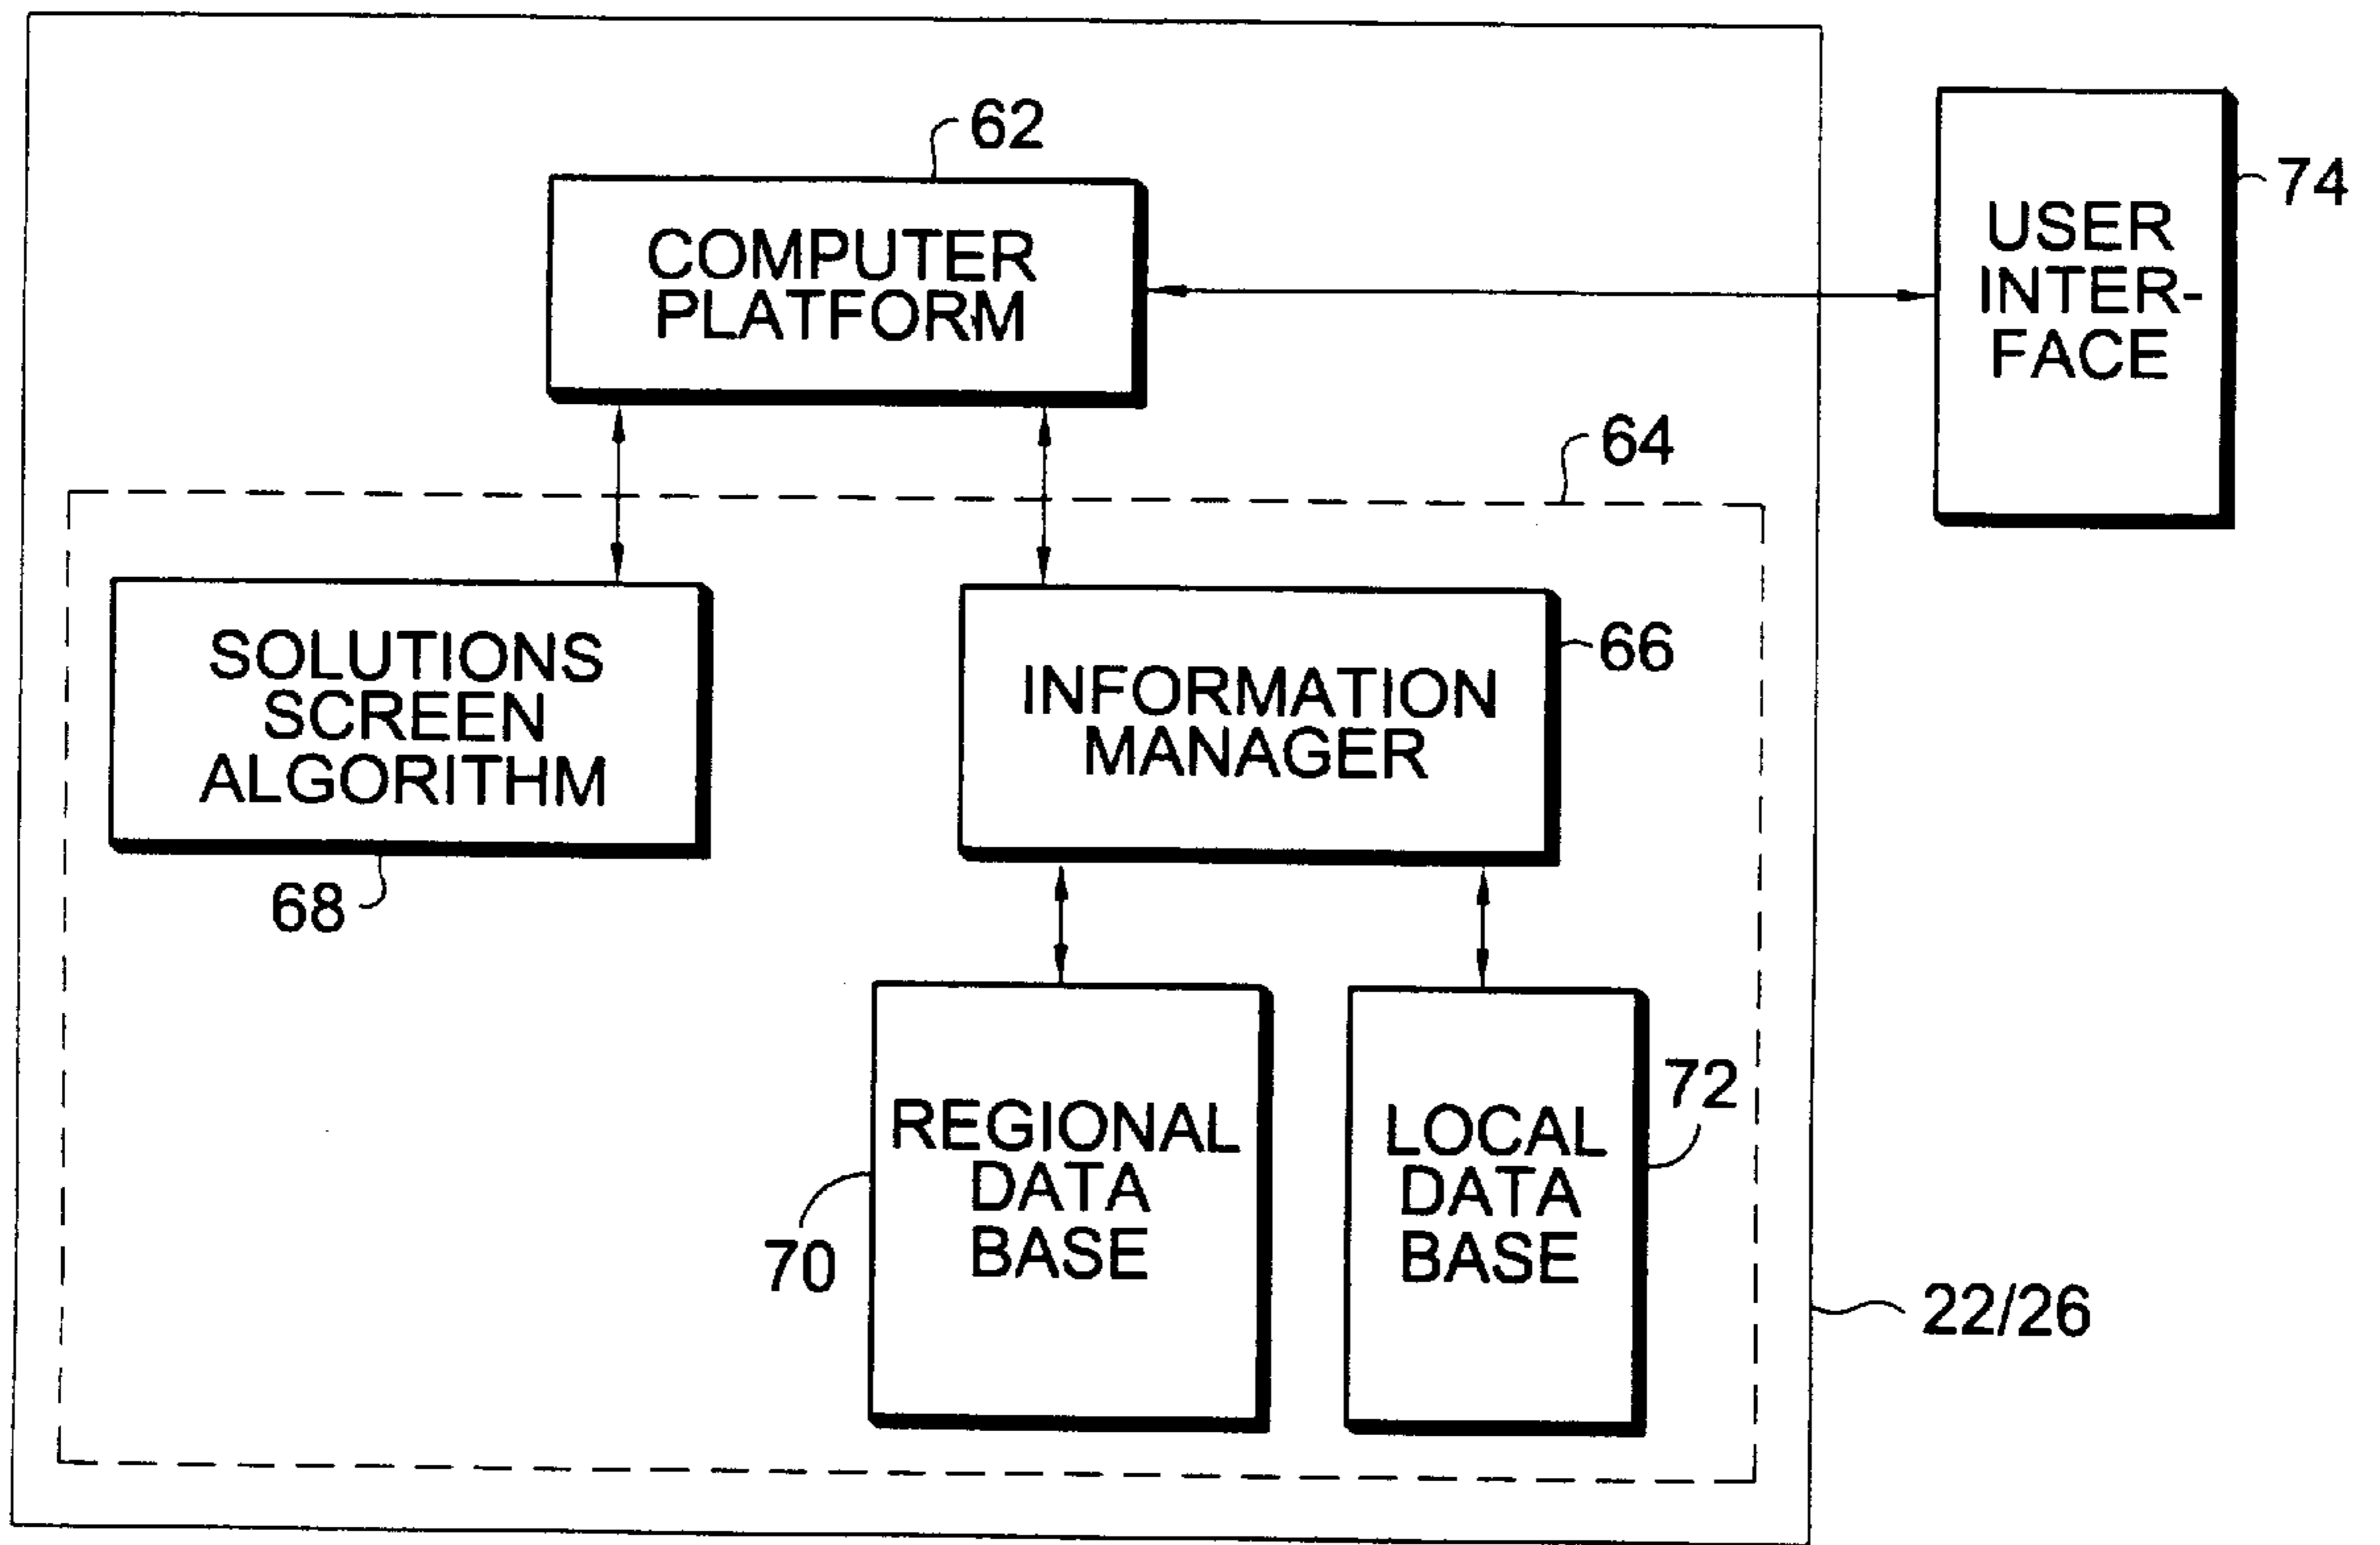 62
COMPUTER
PLATFORM
74
USER
INTER-
FACE
64
SOLUTIONS
SCREEN
ALGORITHM
68
66
INFORMATION
MANAGER
70
REGIONAL
DATA
BASE
72
LOCAL
DATA
BASE
22/26